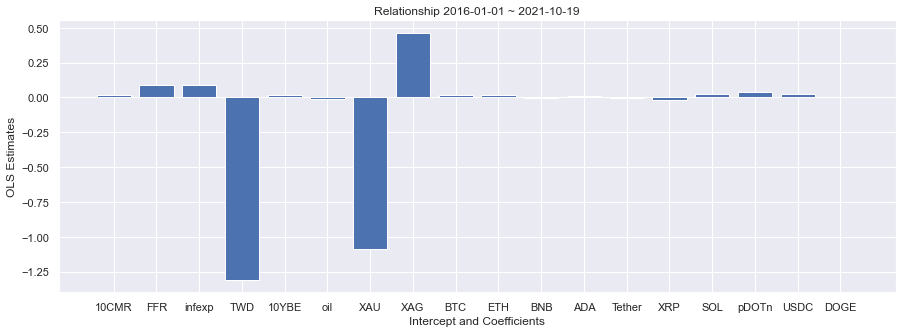 Relationship 2016-01-01 ~ 2021-10-19
OLS Estimates
0.50
0.25
0.00
−0.25
−0.50
−0.75
−1.00
−1.25
10CMR FFR infexp TWD 10YBE oil XAU XAG BTC ETH BNB ADA Tether XRP SOL pDOTn USDC DOGE
Intercept and Coefficients